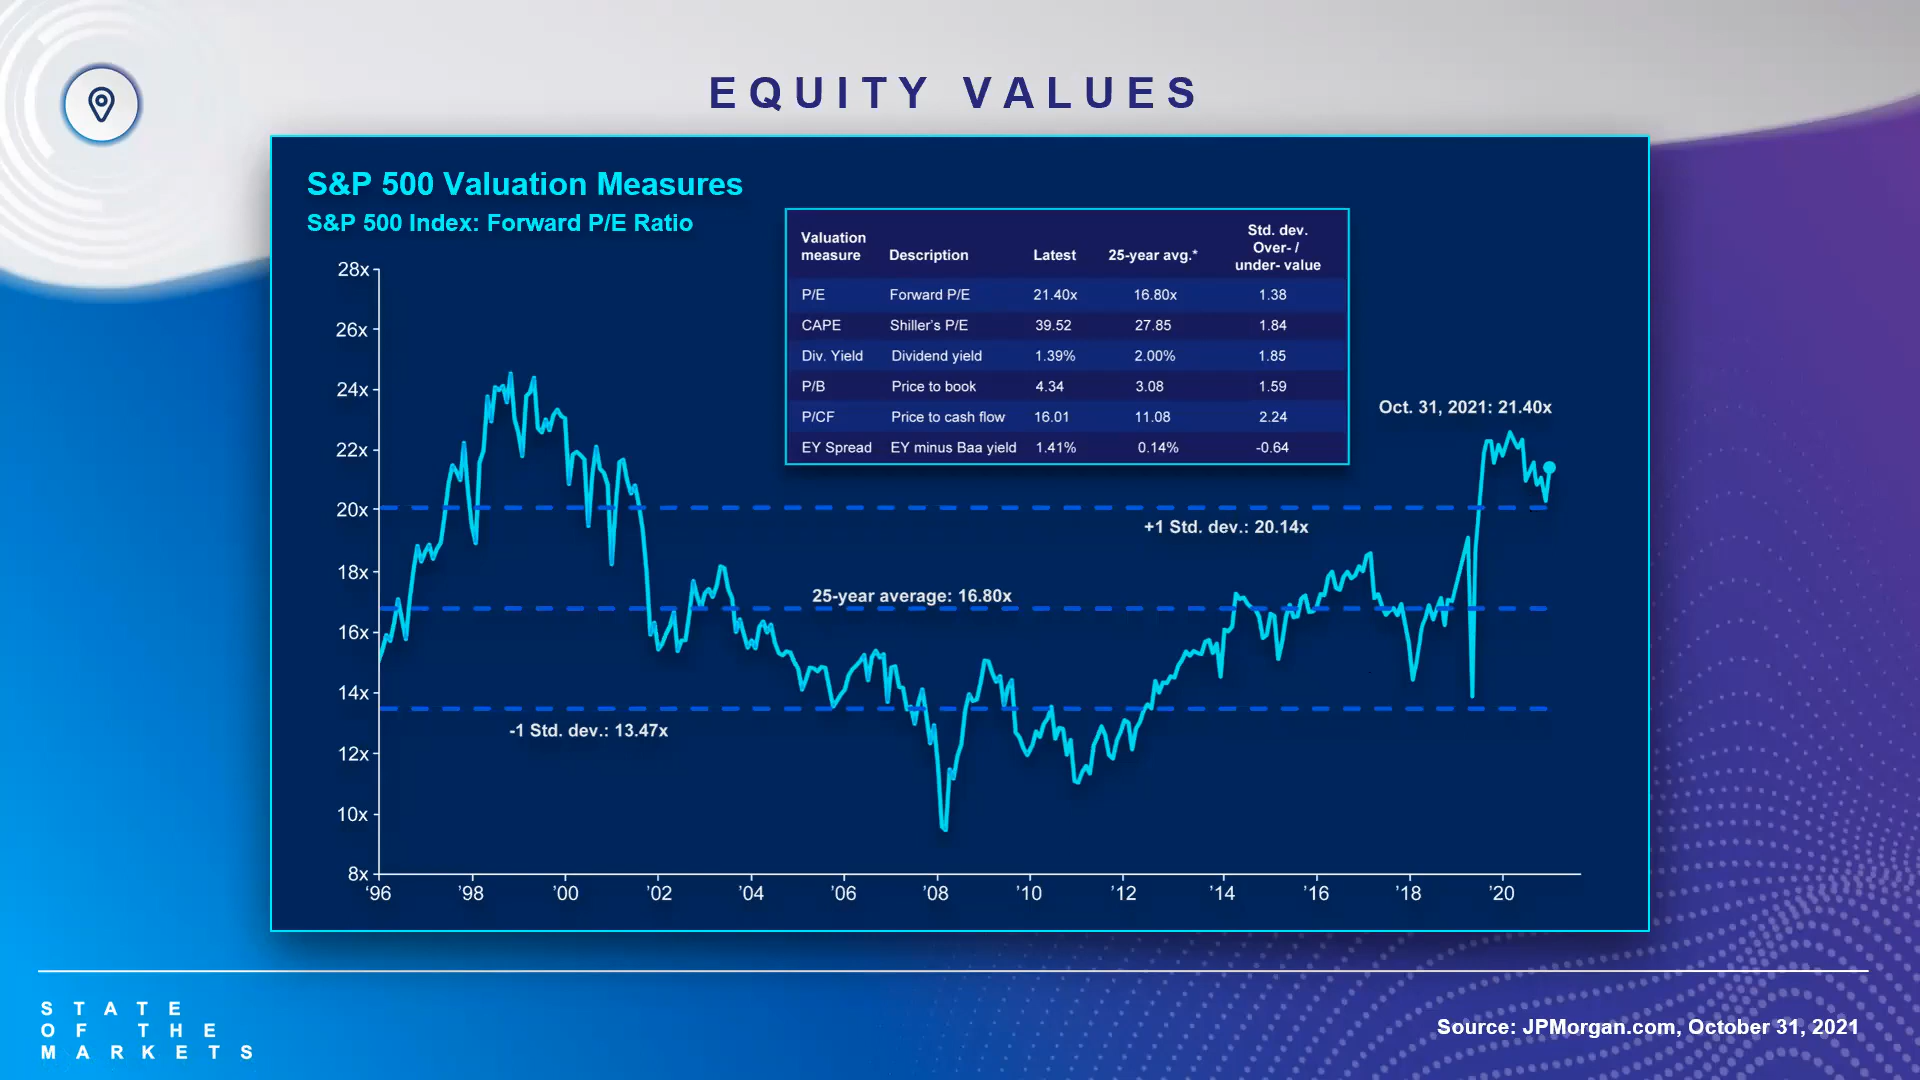 EQUITY VALUES
S&P 500 Valuation Measures
S&P 500 Index: Forward P/E Ratio
Valuation measure Description Latest 25-year avg.* Std. dev. Over- / under- value
P/E Forward P/E 21.40x 16.80x 1.38
CAPE Shiller's P/E 39.52 27.85 1.84
Div. Yield Dividend yield 1.39% 2.00% 1.85
P/B Price to book 4.34 3.08 1.59
P/CF Price to cash flow 16.01 11.08 2.24
EY Spread EY minus Baa yield 1.41% 0.14% -0.64
28x
26x
24x
22x
20x
18x
16x
14x
12x
10x
8x
Oct. 31, 2021: 21.40x
+1 Std. dev.: 20.14x
25-year average: 16.80x
-1 Std. dev.: 13.47x
‘96 ’98 ’00 ’02 ’04 ’06 ’08 ’10 ’12 ’14 ’16 ’18 ’20
STATE
OF THE
MARKETS
Source: JPMorgan.com, October 31, 2021